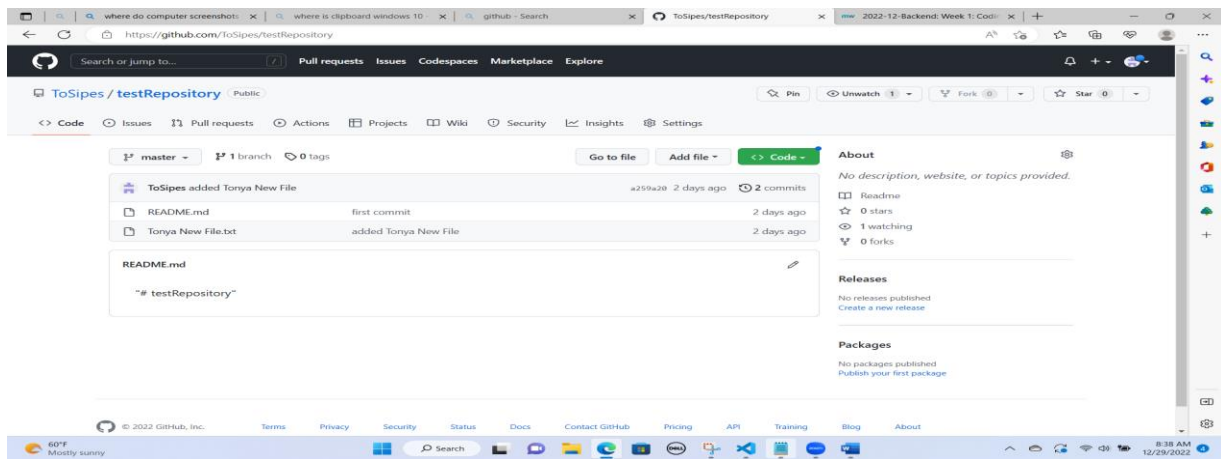 where do computer screenshots
where is clipboard windows 10 -
github - Search
ToSipes/testRepository
2022-12-Backend: Week 1: Codi
https://github.com/ToSipes/testRepository
Search or jump to... /
Pull requests Issues Codespaces Marketplace Explore
ToSipes / testRepository Public
Pin
Unwatch 1
Fork 0
Star 0
<> Code Issues Pull requests Actions Projects Wiki Security Insights Settings
master 1 branch 0 tags
Go to file Add file <> Code
ToSipes added Tonya New File a259a20 2 days ago 2 commits
README.md first commit 2 days ago
Tonya New File.txt added Tonya New File 2 days ago
README.md
"# testRepository"
About
No description, website, or topics provided.
Readme
0 stars
1 watching
0 forks
Releases
No releases published
Create a new release
Packages
No packages published
Publish your first package
© 2022 GitHub, Inc. Terms Privacy Security Status Docs Contact GitHub Pricing API Training Blog About
60°F
Mostly sunny
Search
DELL
8:38 AM
12/29/2022